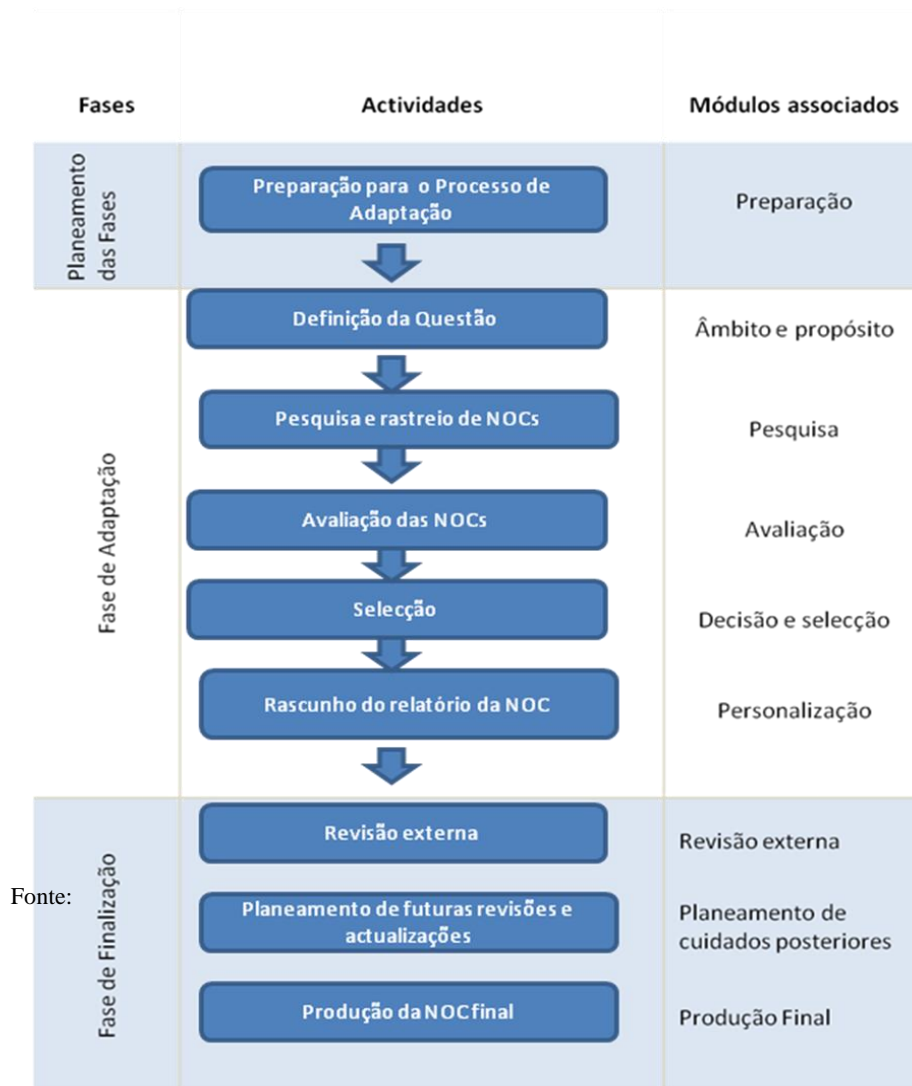 Fases Actividades Módulos associados
Planeamento
das Fases
Preparação para o Processo de
Adaptação
Preparação
Fase de Adaptação
Definição da Questão
Âmbito e propósito
Pesquisa e rastreio de NOCs
Pesquisa
Avaliação das NOCs
Avaliação
Selecção
Decisão e selecção
Rascunho do relatório da NOC
Personalização
Fase de Finalização
Revisão externa
Revisão externa
Fonte:
Planeamento de futuras revisões e
actualizações
Planeamento de
cuidados posteriores
Produção da NOC final
Produção Final